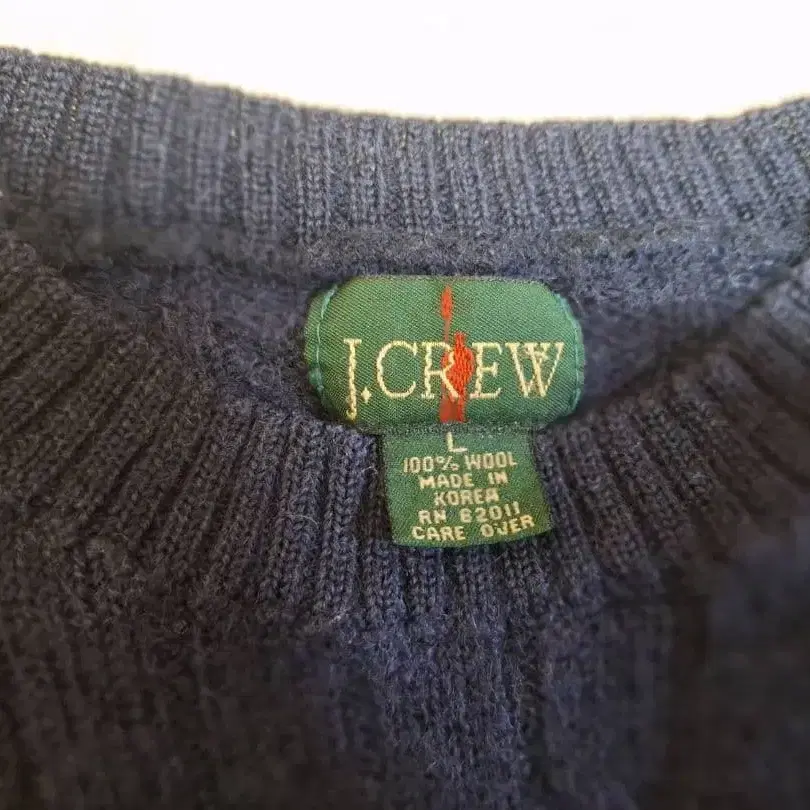 J.CREW
L
100% WOOL
MADE IN
KOREA
RN 62011
CARE OVER